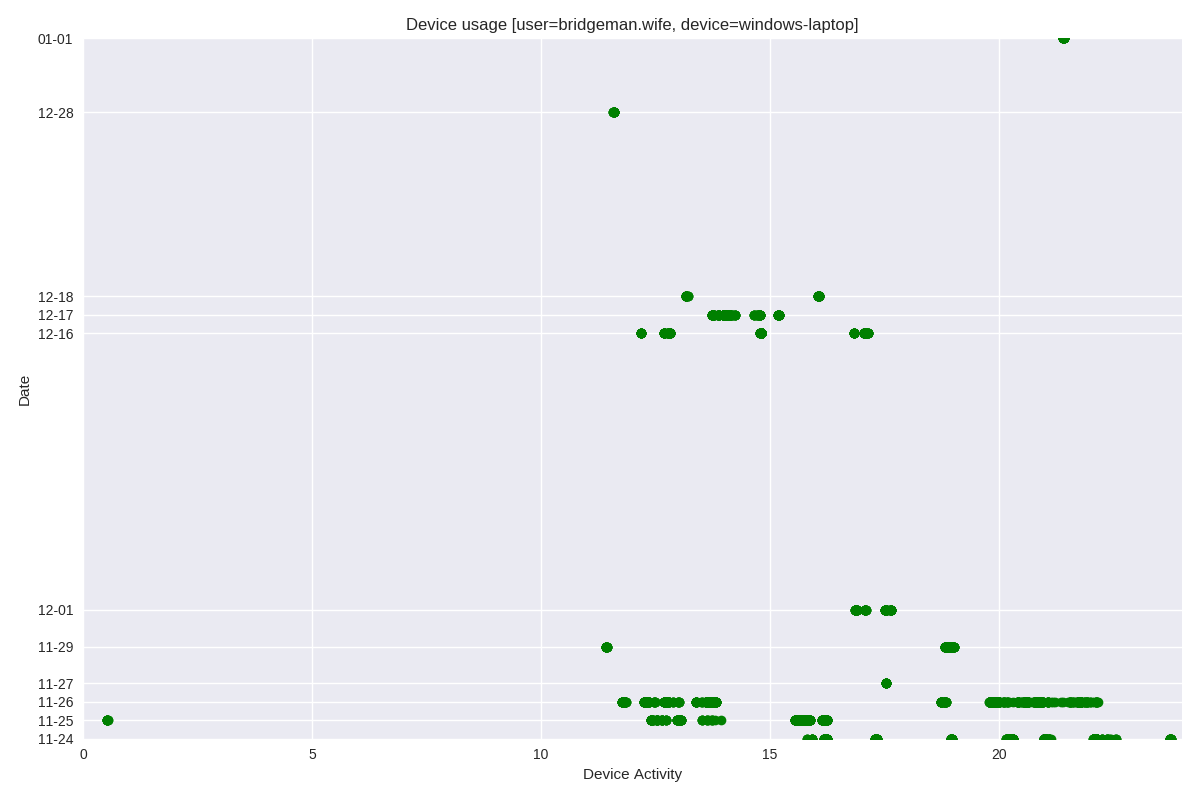 Device usage [user=bridgeman.wife, device=windows-laptop]
01-01
12-28
12-18
12-17
12-16
12-01
11-29
11-27
11-26
11-25
11-24
Date
0 5 10 15 20
Device Activity